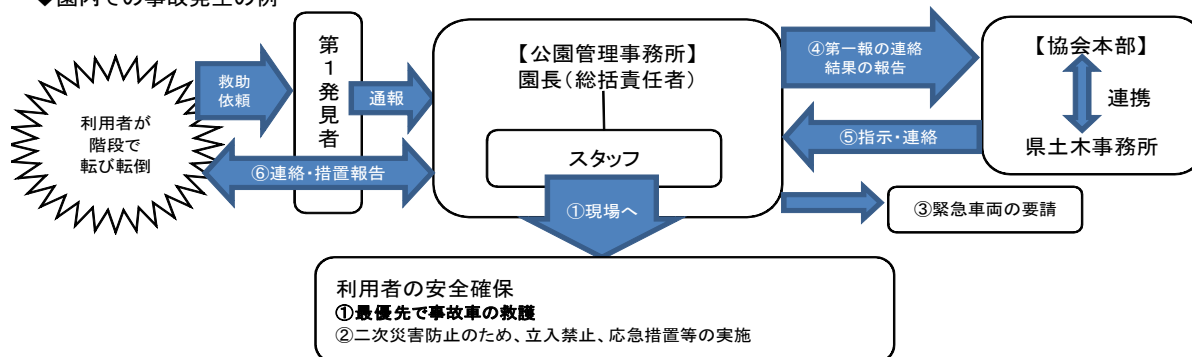 ◆園内での事故発生の例
利用者が
階段で
転び転倒
救助
依頼
第1発見者
通報
⑥連絡・措置報告
【公園管理事務所】
園長（総括責任者）
スタッフ
①現場へ
④第一報の連絡
結果の報告
⑤指示・連絡
③緊急車両の要請
【協会本部】
連携
県土木事務所
利用者の安全確保
①最優先で事故車の救護
②二次災害防止のため、立入禁止、応急措置等の実施